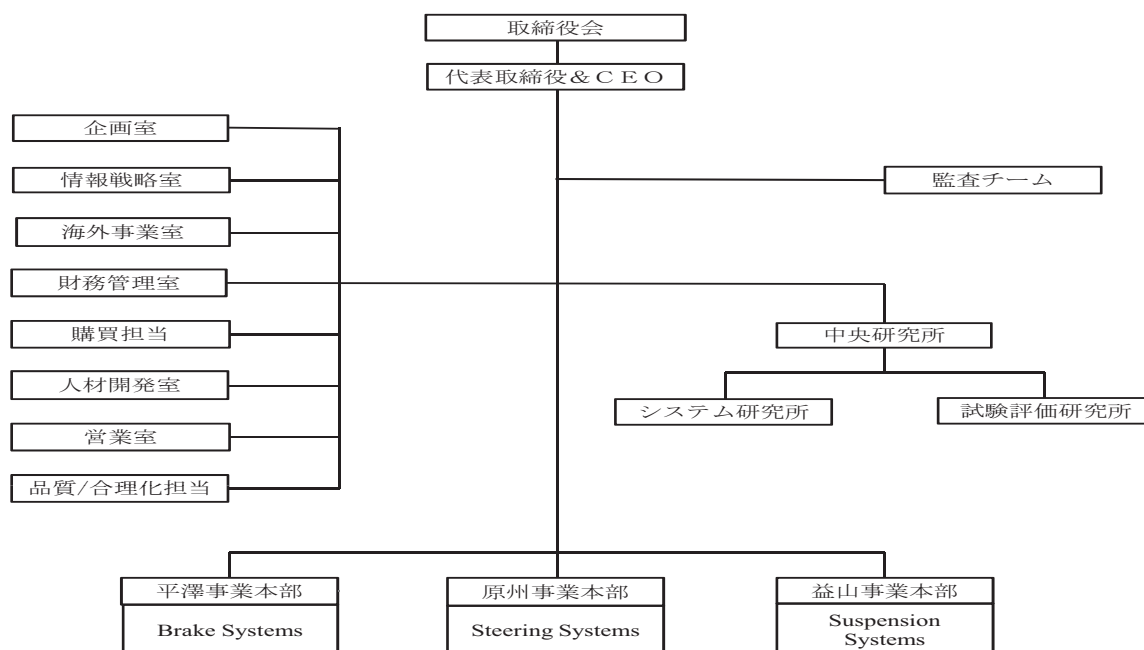 取締役会
代表取締役&CEO
企画室
情報戦略室
監査チーム
海外事業室
財務管理室
購買担当
中央研究所
人材開発室
システム研究所
試験評価研究所
営業室
品質/合理化担当
平澤事業本部
原州事業本部
益山事業本部
Brake Systems
Steering Systems
Suspension
Systems